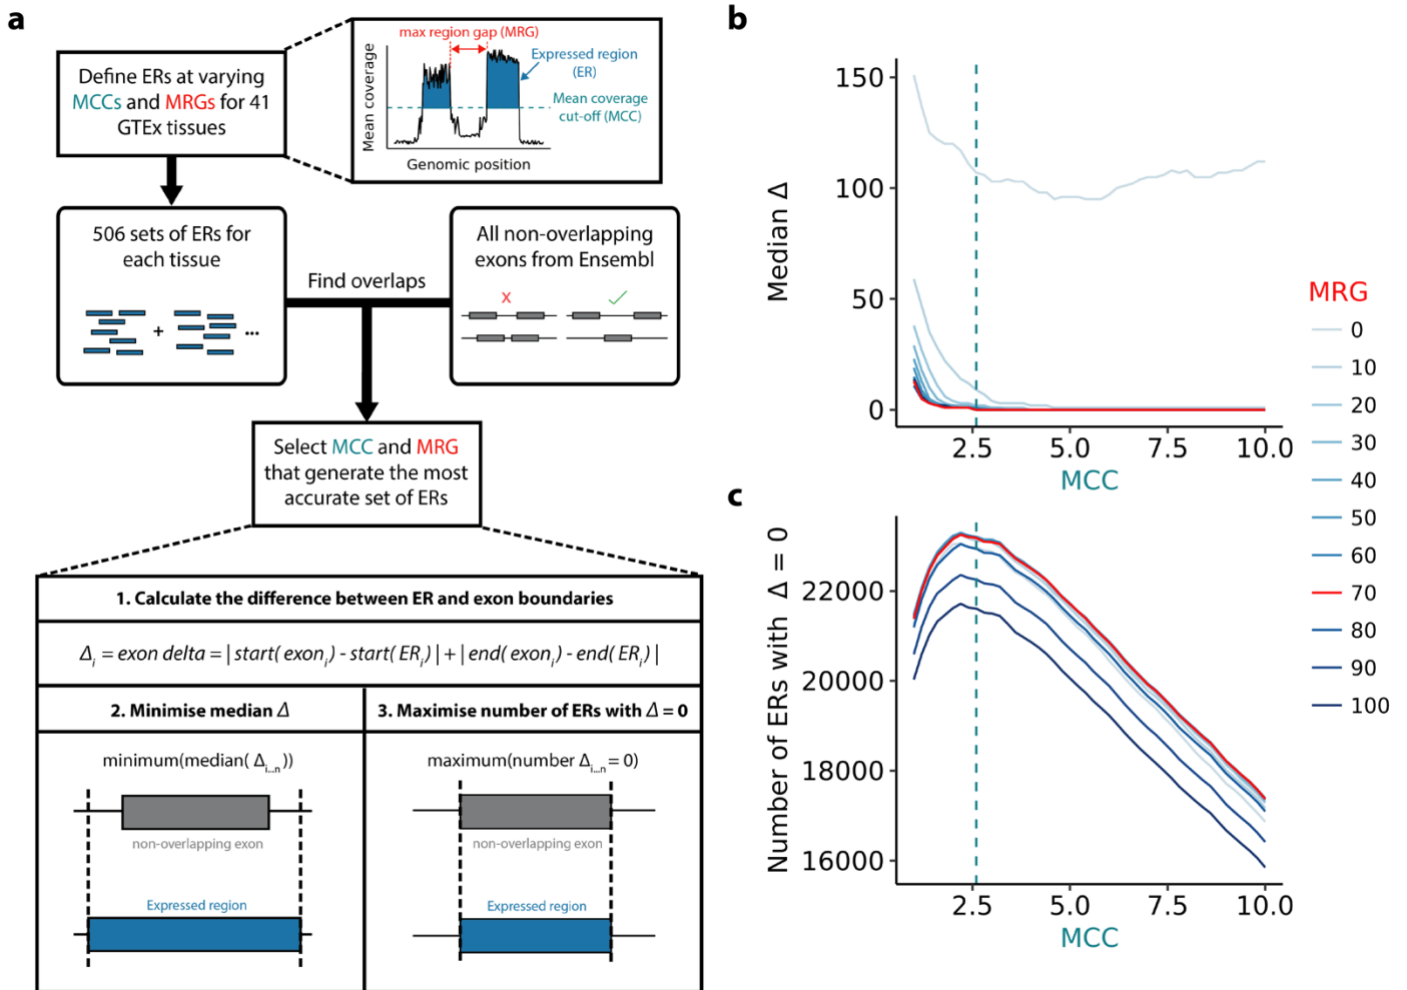 a
Define ERs at varying
MCCs and MRGs for 41
GTEx tissues
max region gap (MRG)
Expressed region
(ER)
Mean coverage
cut-off (MCC)
Mean coverage
Genomic position
506 sets of ERs for
each tissue
+
...
Find overlaps
All non-overlapping
exons from Ensembl
X ✓
Select MCC and MRG
that generate the most
accurate set of ERs
1. Calculate the difference between ER and exon boundaries
Δi = exon delta = | start( exoni ) - start( ERi ) | + | end( exoni ) - end( ERi ) |
2. Minimise median Δ
minimum(median( Δi...n ))
non-overlapping exon
Expressed region
3. Maximise number of ERs with Δ = 0
maximum(number Δi...n = 0)
non-overlapping exon
Expressed region
b
Median Δ
150
100
50
0
2.5 5.0 7.5 10.0
MCC
c
Number of ERs with Δ = 0
22000
20000
18000
16000
2.5 5.0 7.5 10.0
MCC
MRG
0
10
20
30
40
50
60
70
80
90
100